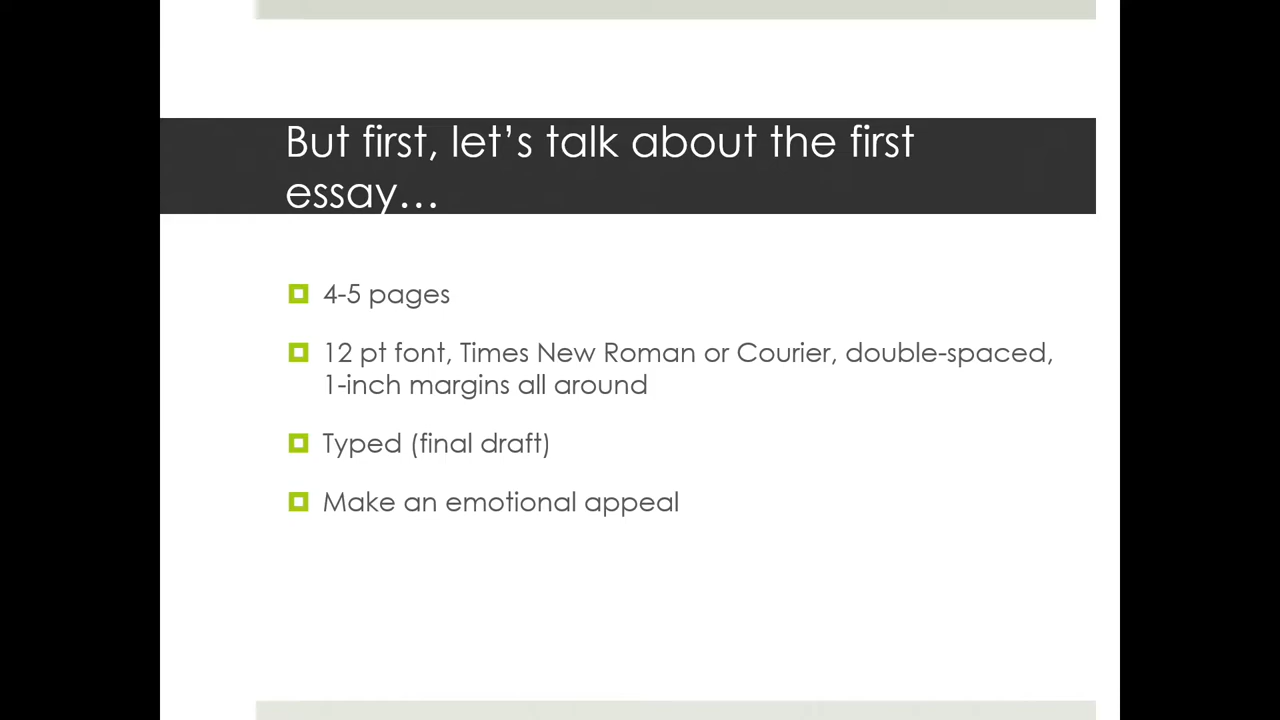 But first, let’s talk about the first
essay…
4-5 pages
12 pt font, Times New Roman or Courier, double-spaced,
1-inch margins all around
Typed (final draft)
Make an emotional appeal